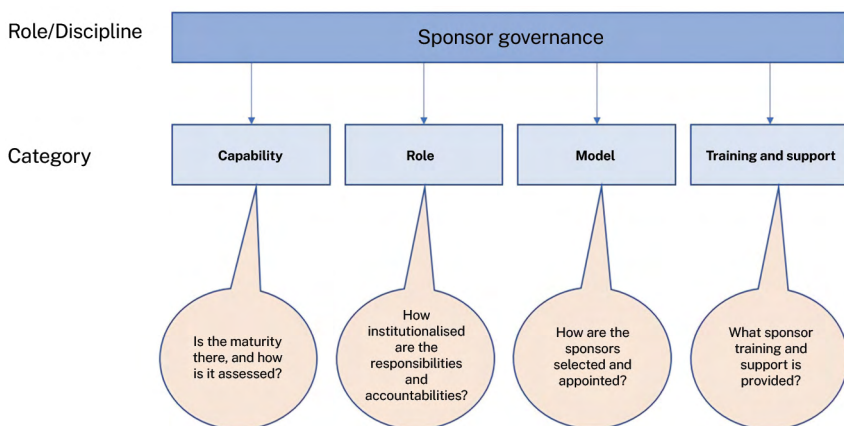 Role/Discipline
Sponsor governance
Category
Capability
Role
Model
Training and support
Is the maturity
there, and how
is it assessed?
How
institutionalised
are the
responsibilities
and
accountabilities?
How are the
sponsors
selected and
appointed?
What sponsor
training and
support is
provided?